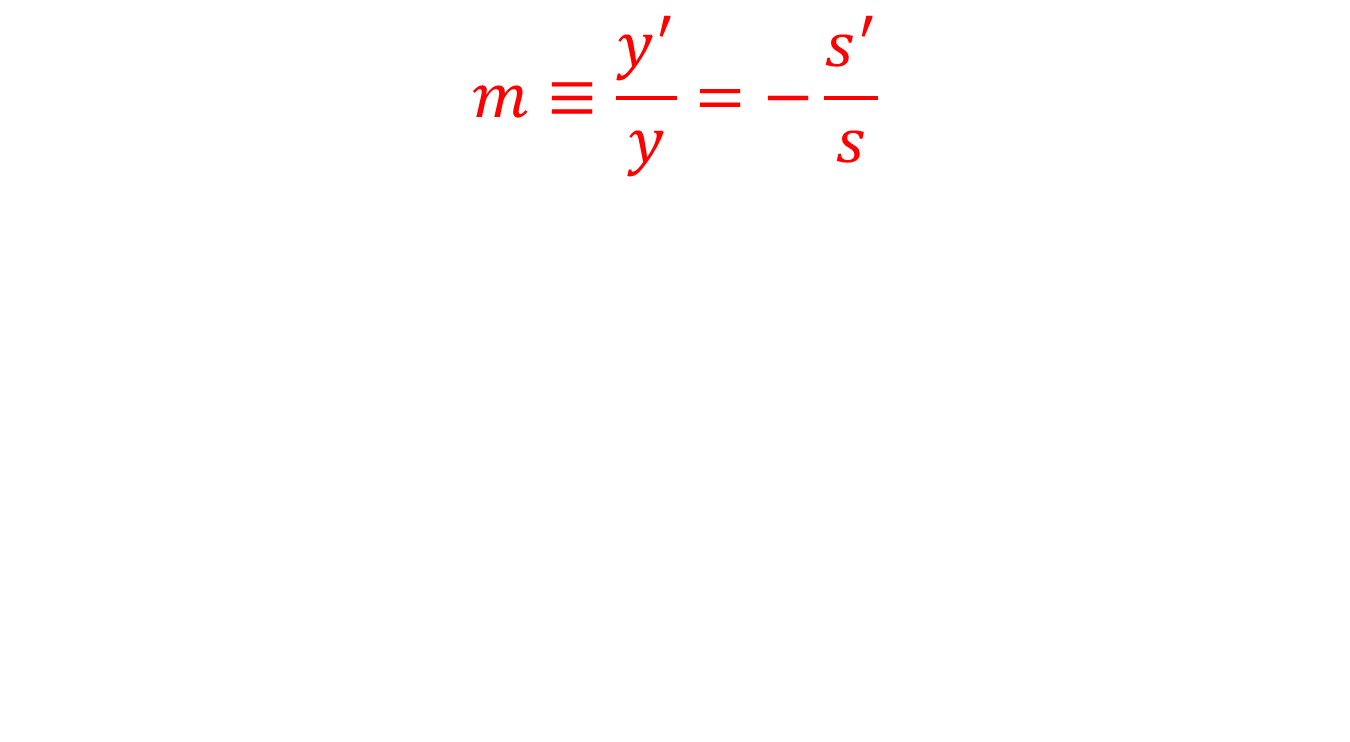 m ≡ y′/y = − s′/s